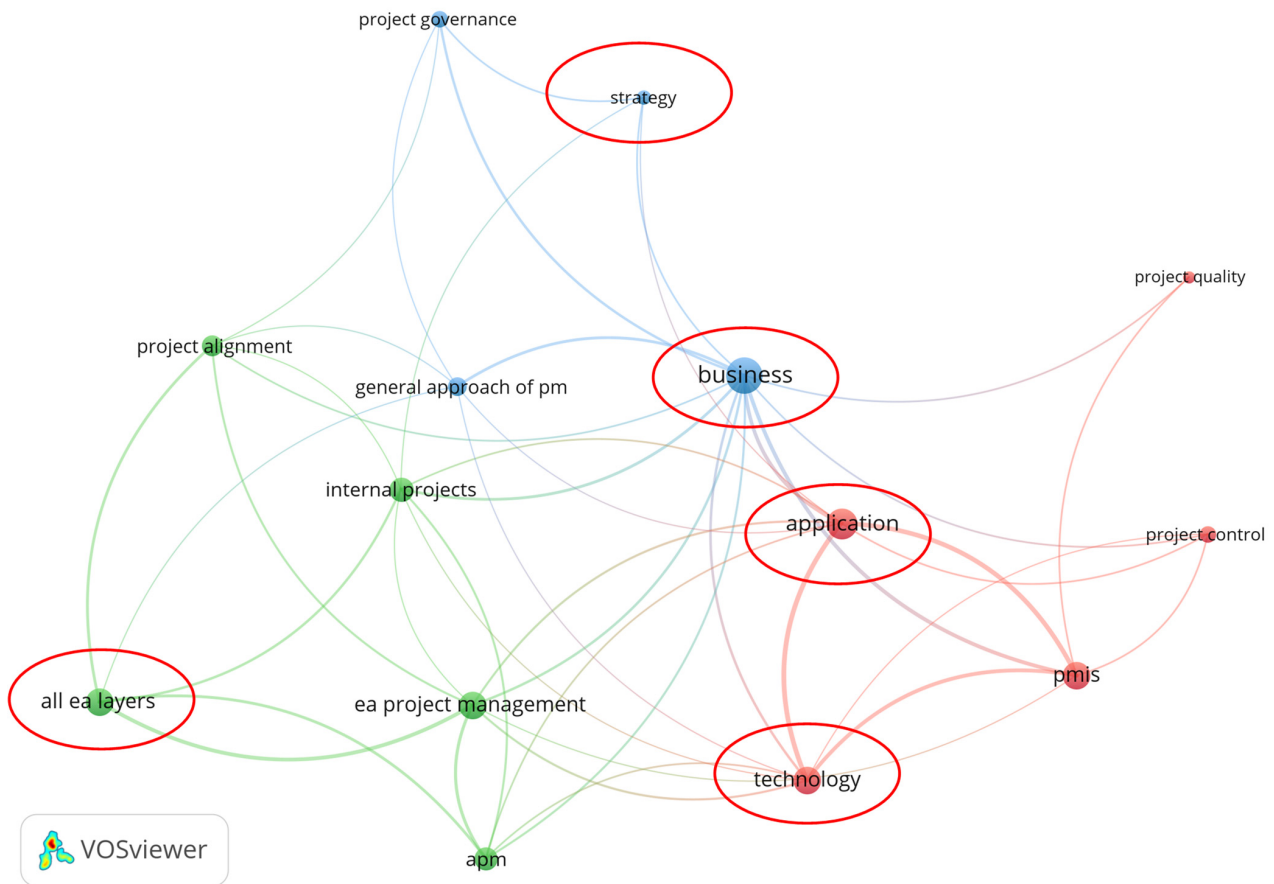 project governance
strategy
project quality
project alignment
business
general approach of pm
internal projects
application
project control
pmis
all ea layers
ea project management
technology
VOSviewer
apm